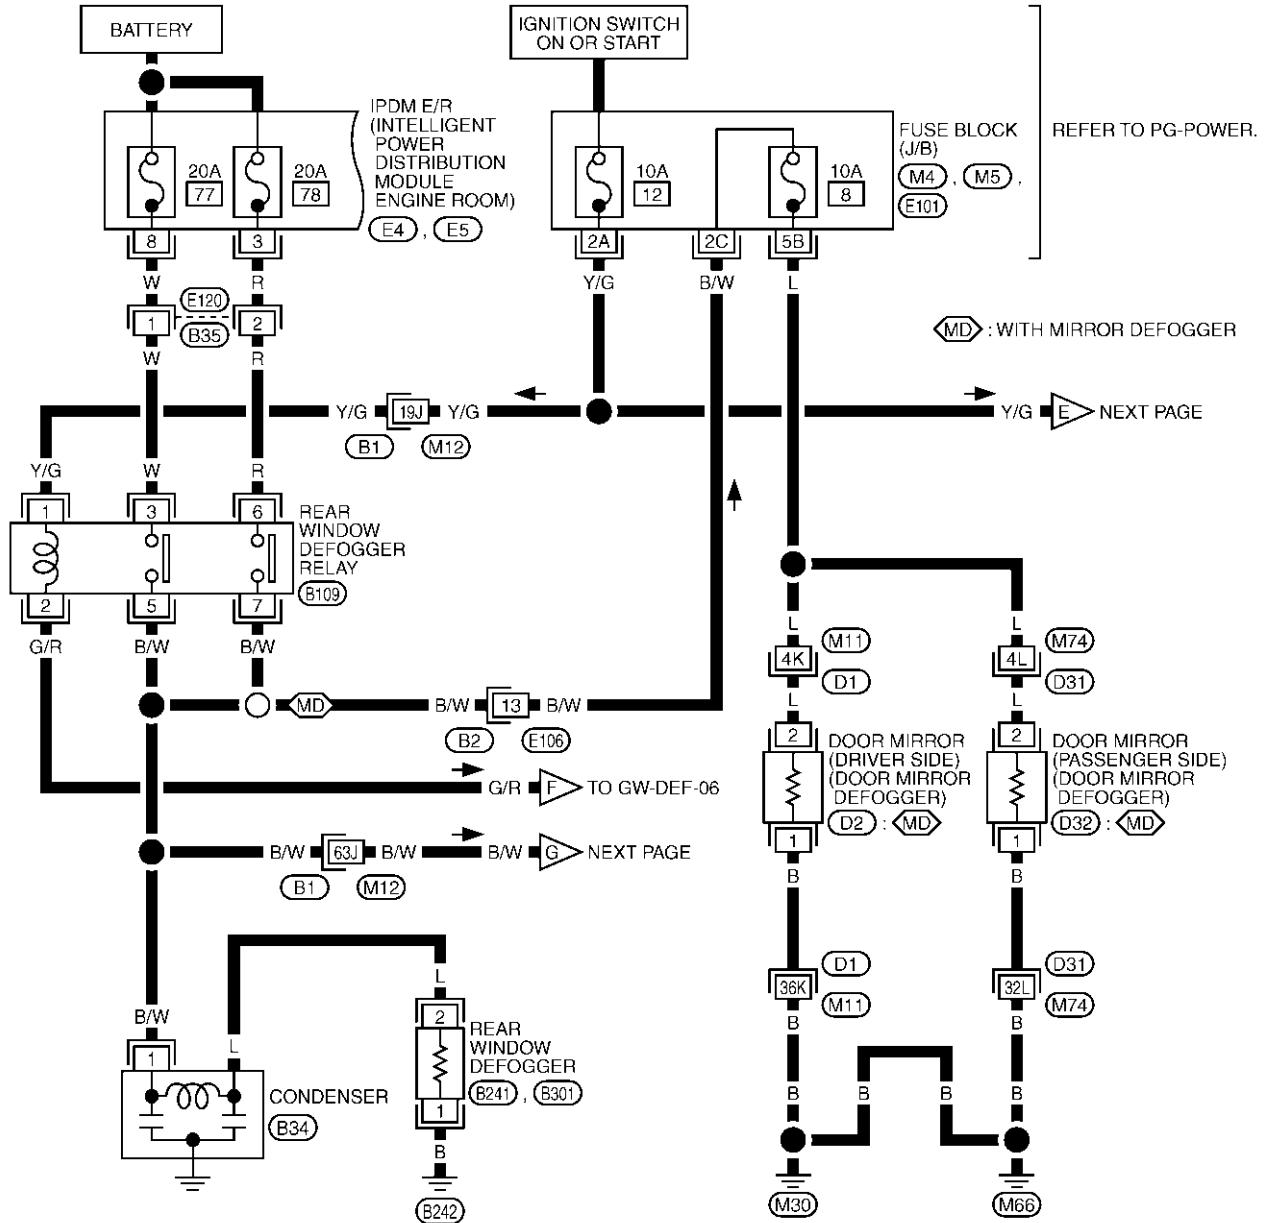 BATTERY
IGNITION SWITCH
ON OR START
IPDM E/R
(INTELLIGENT
POWER
DISTRIBUTION
MODULE
ENGINE ROOM)
E4 , E5
20A
77
20A
78
10A
12
10A
8
FUSE BLOCK
(J/B)
M4 , M5 ,
E101
REFER TO PG-POWER.
8
3
2A
2C
5B
W
R
Y/G
B/W
L
E120
1
2
B35
W
R
MD : WITH MIRROR DEFOGGER
Y/G
19J
Y/G
B1
M12
Y/G
E
NEXT PAGE
Y/G
W
R
1
3
6
REAR
WINDOW
DEFOGGER
RELAY
B109
2
5
7
G/R
B/W
B/W
MD
B/W
13
B/W
B2
E106
G/R
F
TO GW-DEF-06
B/W
63J
B/W
B/W
G
NEXT PAGE
B1
M12
L
L
M11
M74
4K
4L
D1
D31
L
L
2
2
DOOR MIRROR
(DRIVER SIDE)
(DOOR MIRROR
DEFOGGER)
D2 : MD
DOOR MIRROR
(PASSENGER SIDE)
(DOOR MIRROR
DEFOGGER)
D32 : MD
1
1
B
B
D1
D31
36K
32L
M11
M74
B
B
B
B
B
B
M30
M66
B/W
L
L
1
2
REAR
WINDOW
DEFOGGER
B241 , B301
1
B
B242
CONDENSER
B34